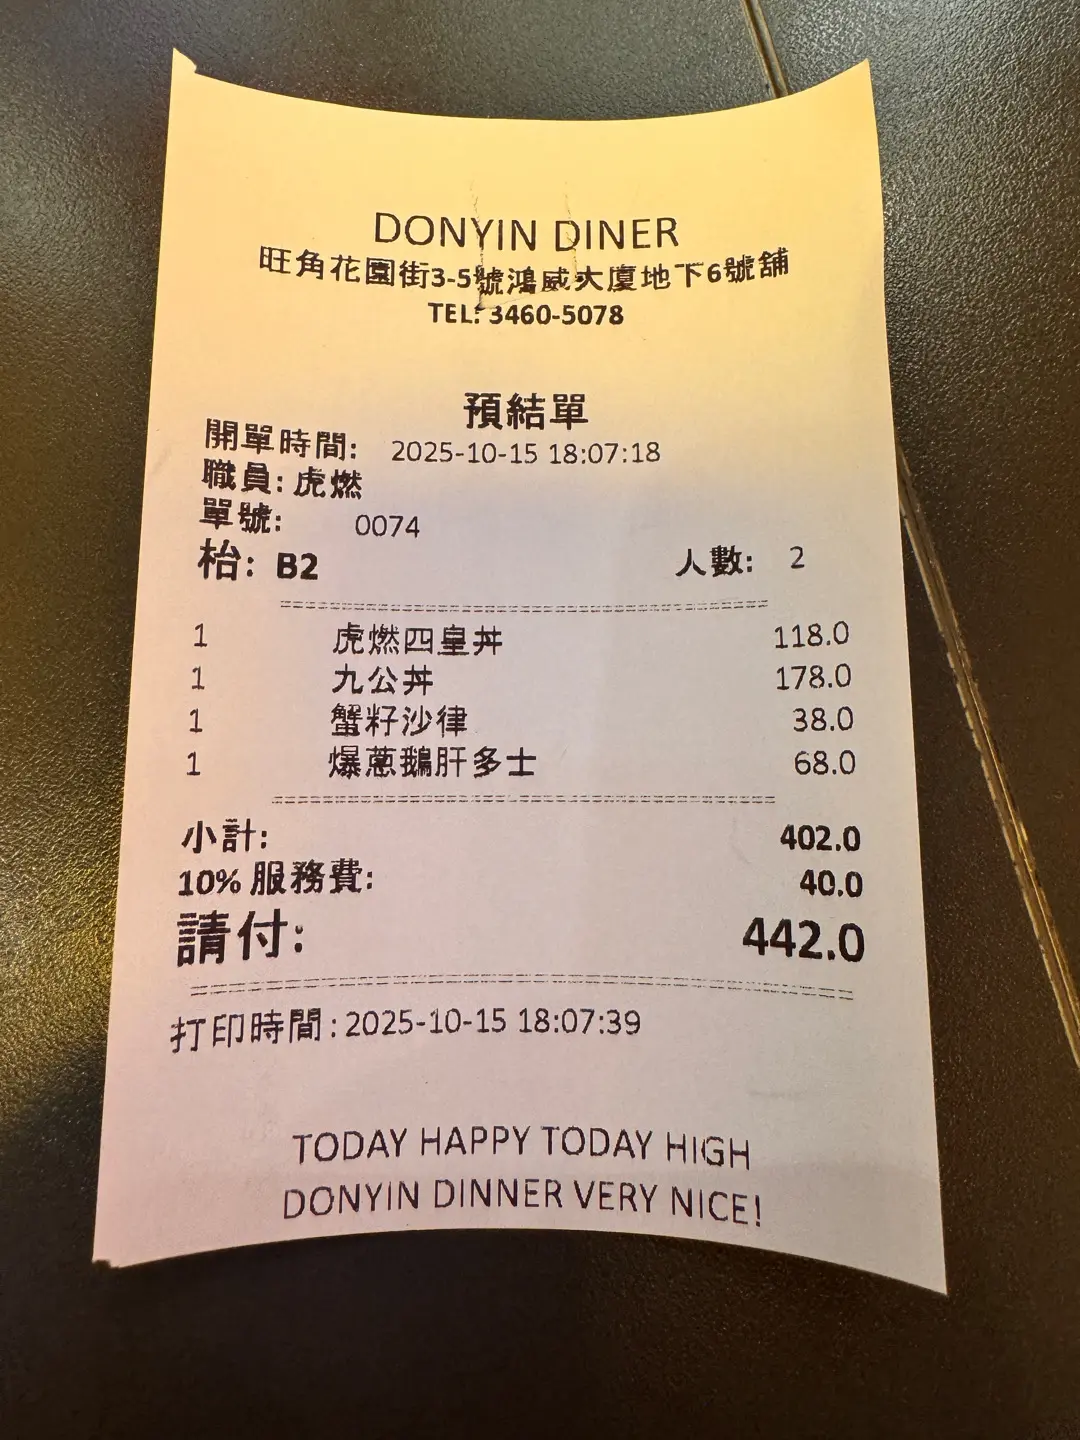 DONYIN DINER
旺角花園街3-5號鴻威大廈地下6號舖
TEL: 3460-5078
預結單
開單時間: 2025-10-15 18:07:18
職員: 虎燃
單號: 0074
枱: B2 人數: 2
1 虎燃四皇丼 118.0
1 九公丼 178.0
1 蟹籽沙律 38.0
1 爆蔥鵝肝多士 68.0
小計: 402.0
10% 服務費: 40.0
請付: 442.0
打印時間:2025-10-15 18:07:39
TODAY HAPPY TODAY HIGH
DONYIN DINNER VERY NICE!